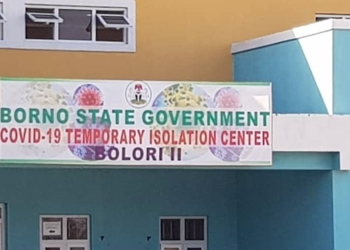 BORNO STATE GOVERNMENT
COVID-19 TEMPORARY ISOLATION CENTER
BOLORI II